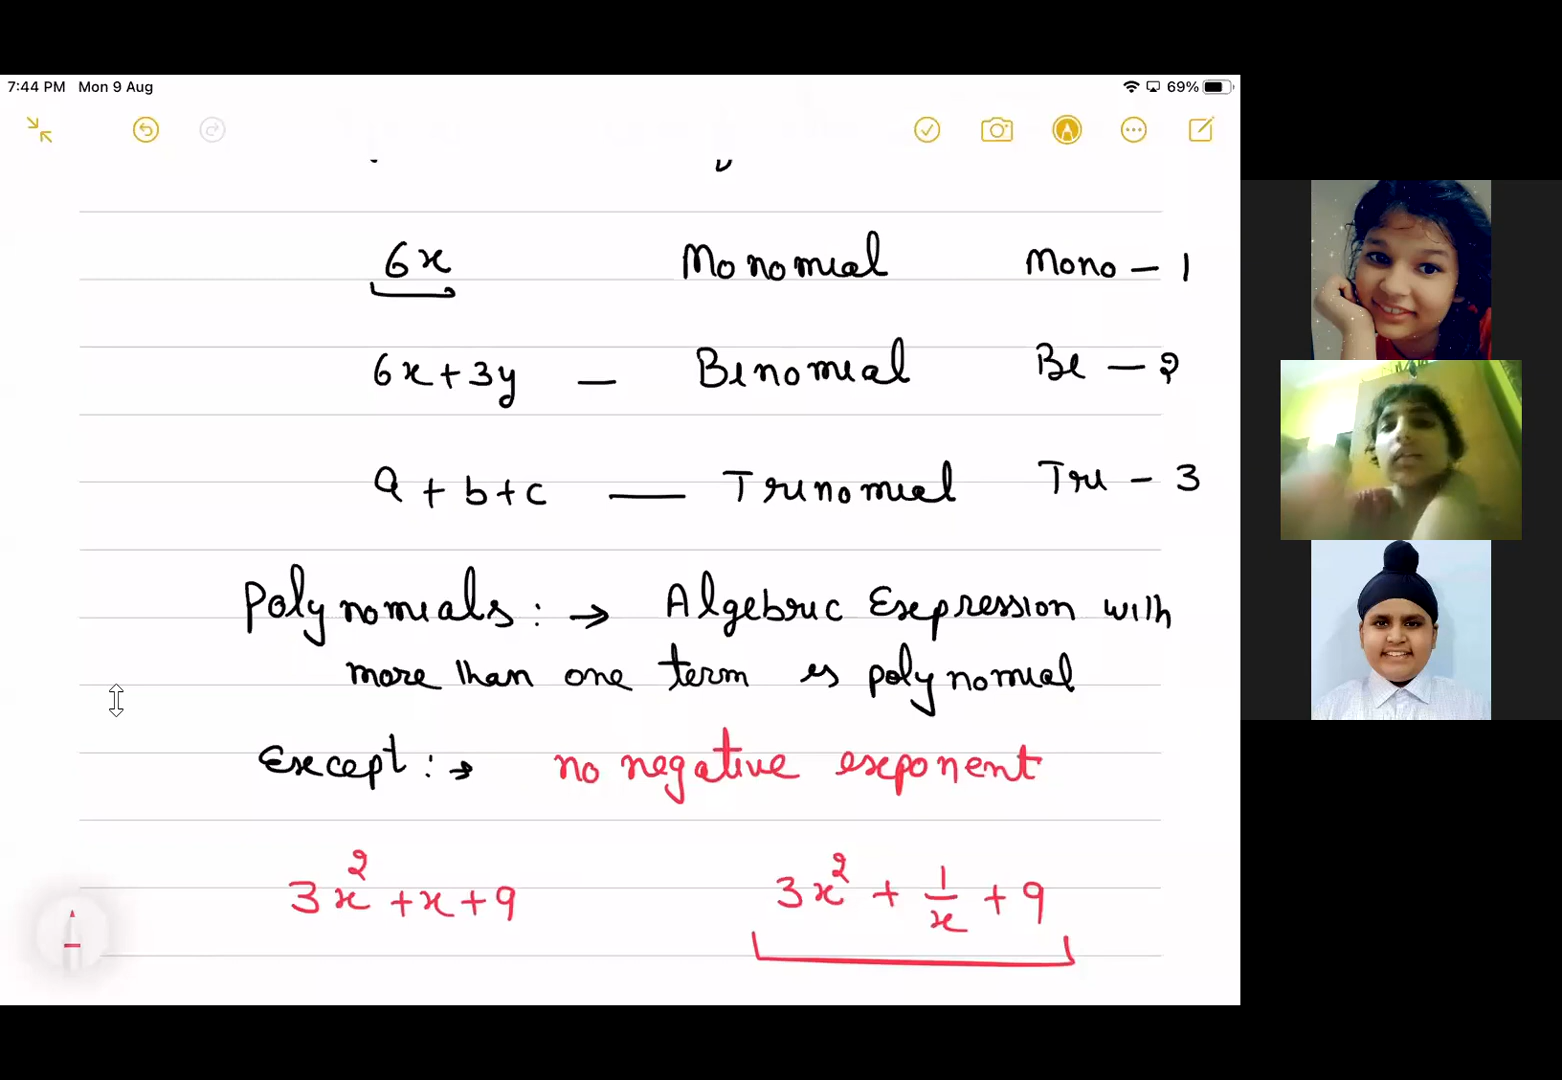 7:44 PM Mon 9 Aug 69%
6x Monomial Mono – 1
6x + 3y – Binomial Bi – 2
a + b + c — Trinomial Tri – 3
Polynomials : → Algebric Expression with
more than one term is polynomial
Except : → no negative exponent
3x² + x + 9 3x² + 1/x + 9